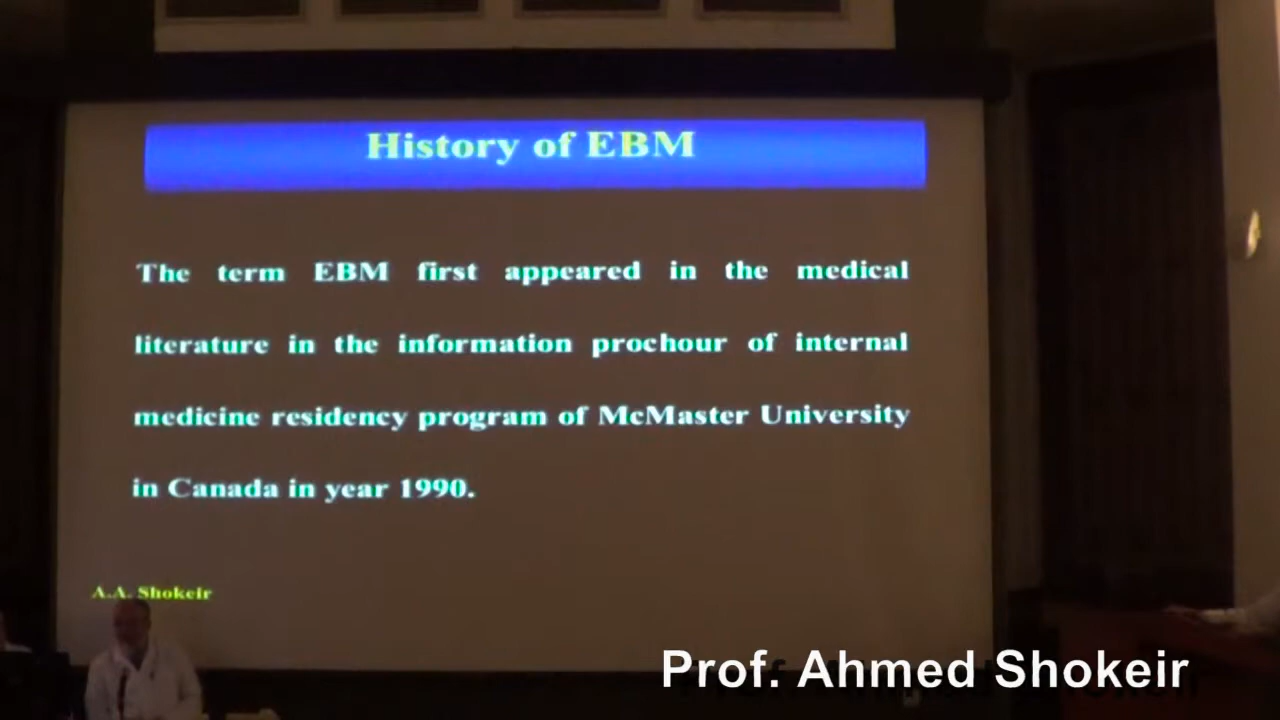 History of EBM
The term EBM first appeared in the medical
literature in the information prochour of internal
medicine residency program of McMaster University
in Canada in year 1990.
A.A. Shokeir
Prof. Ahmed Shokeir